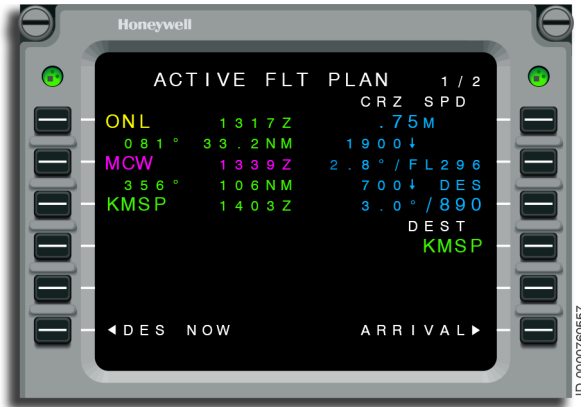 Honeywell
ACTIVE FLT PLAN 1/2
CRZ SPD
ONL 1317Z .75M
081° 33.2NM 1900↓
MCW 1339Z 2.8°/FL296
356° 106NM 700↓ DES
KMSP 1403Z 3.0°/890
DEST
KMSP
◀DES NOW ARRIVAL▶
ID-0000760557